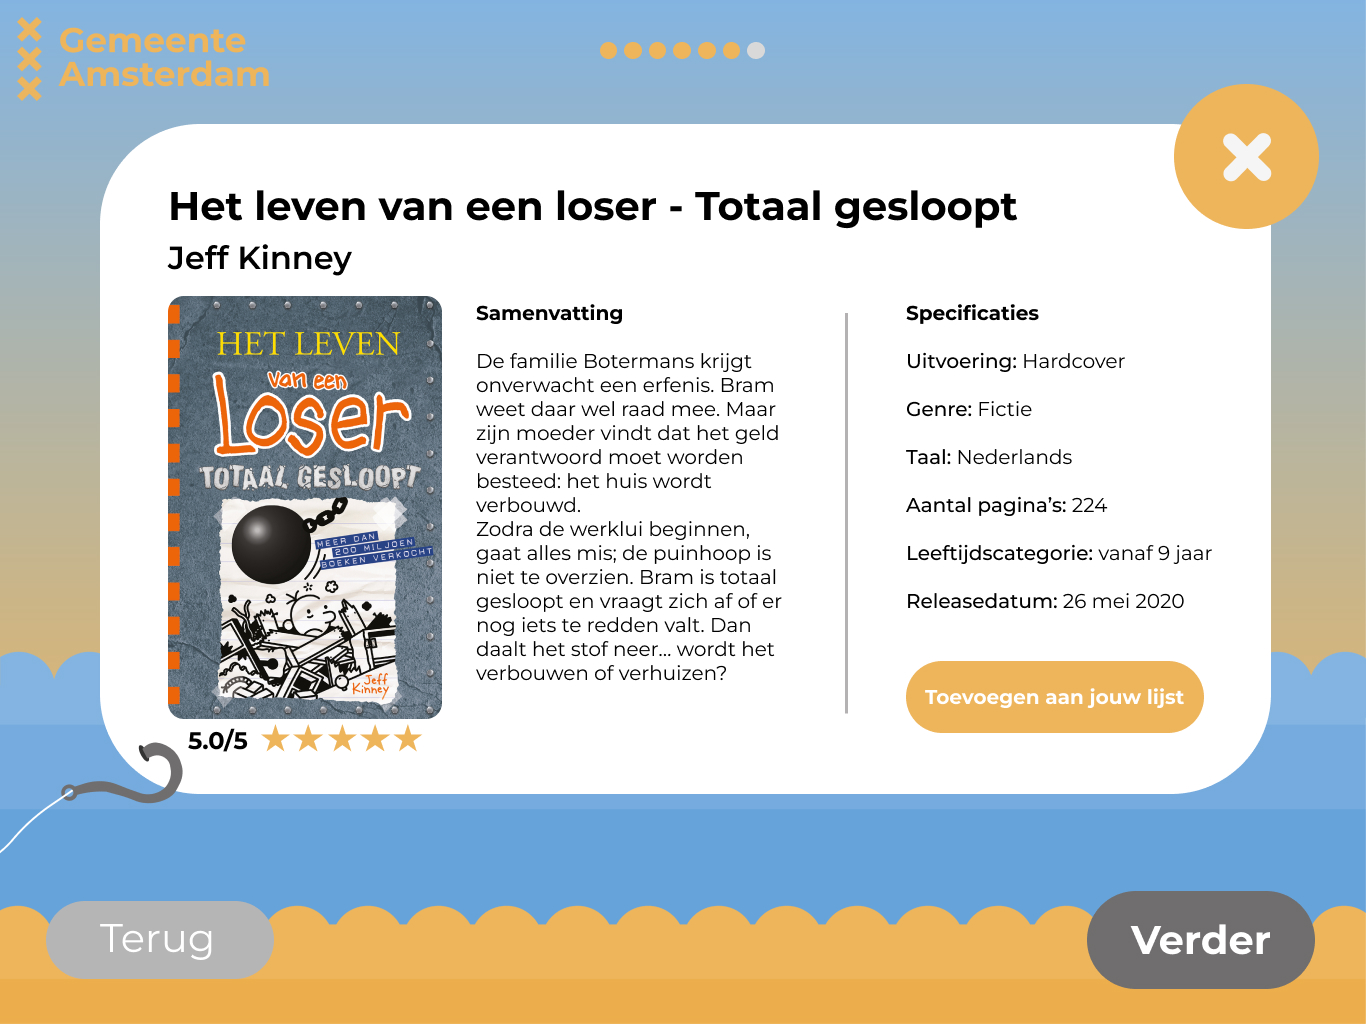 Gemeente
Amsterdam
Het leven van een loser - Totaal gesloopt
Jeff Kinney
HET LEVEN
van een
Loser
TOTAAL GESLOOPT
MEER DAN
200 MILJOEN
BOEKEN VERKOCHT
Jeff
Kinney
5.0/5
Samenvatting
De familie Botermans krijgt
onverwacht een erfenis. Bram
weet daar wel raad mee. Maar
zijn moeder vindt dat het geld
verantwoord moet worden
besteed: het huis wordt
verbouwd.
Zodra de werklui beginnen,
gaat alles mis; de puinhoop is
niet te overzien. Bram is totaal
gesloopt en vraagt zich af of er
nog iets te redden valt. Dan
daalt het stof neer... wordt het
verbouwen of verhuizen?
Specificaties
Uitvoering: Hardcover
Genre: Fictie
Taal: Nederlands
Aantal pagina’s: 224
Leeftijdscategorie: vanaf 9 jaar
Releasedatum: 26 mei 2020
Toevoegen aan jouw lijst
Terug
Verder